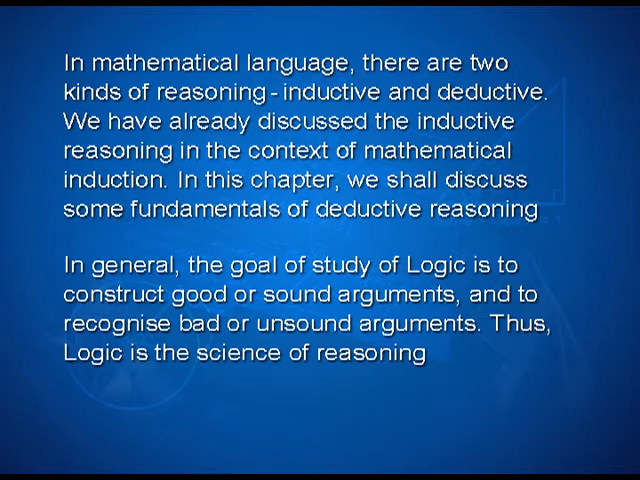 In mathematical language, there are two
kinds of reasoning - inductive and deductive.
We have already discussed the inductive
reasoning in the context of mathematical
induction. In this chapter, we shall discuss
some fundamentals of deductive reasoning
In general, the goal of study of Logic is to
construct good or sound arguments, and to
recognise bad or unsound arguments. Thus,
Logic is the science of reasoning